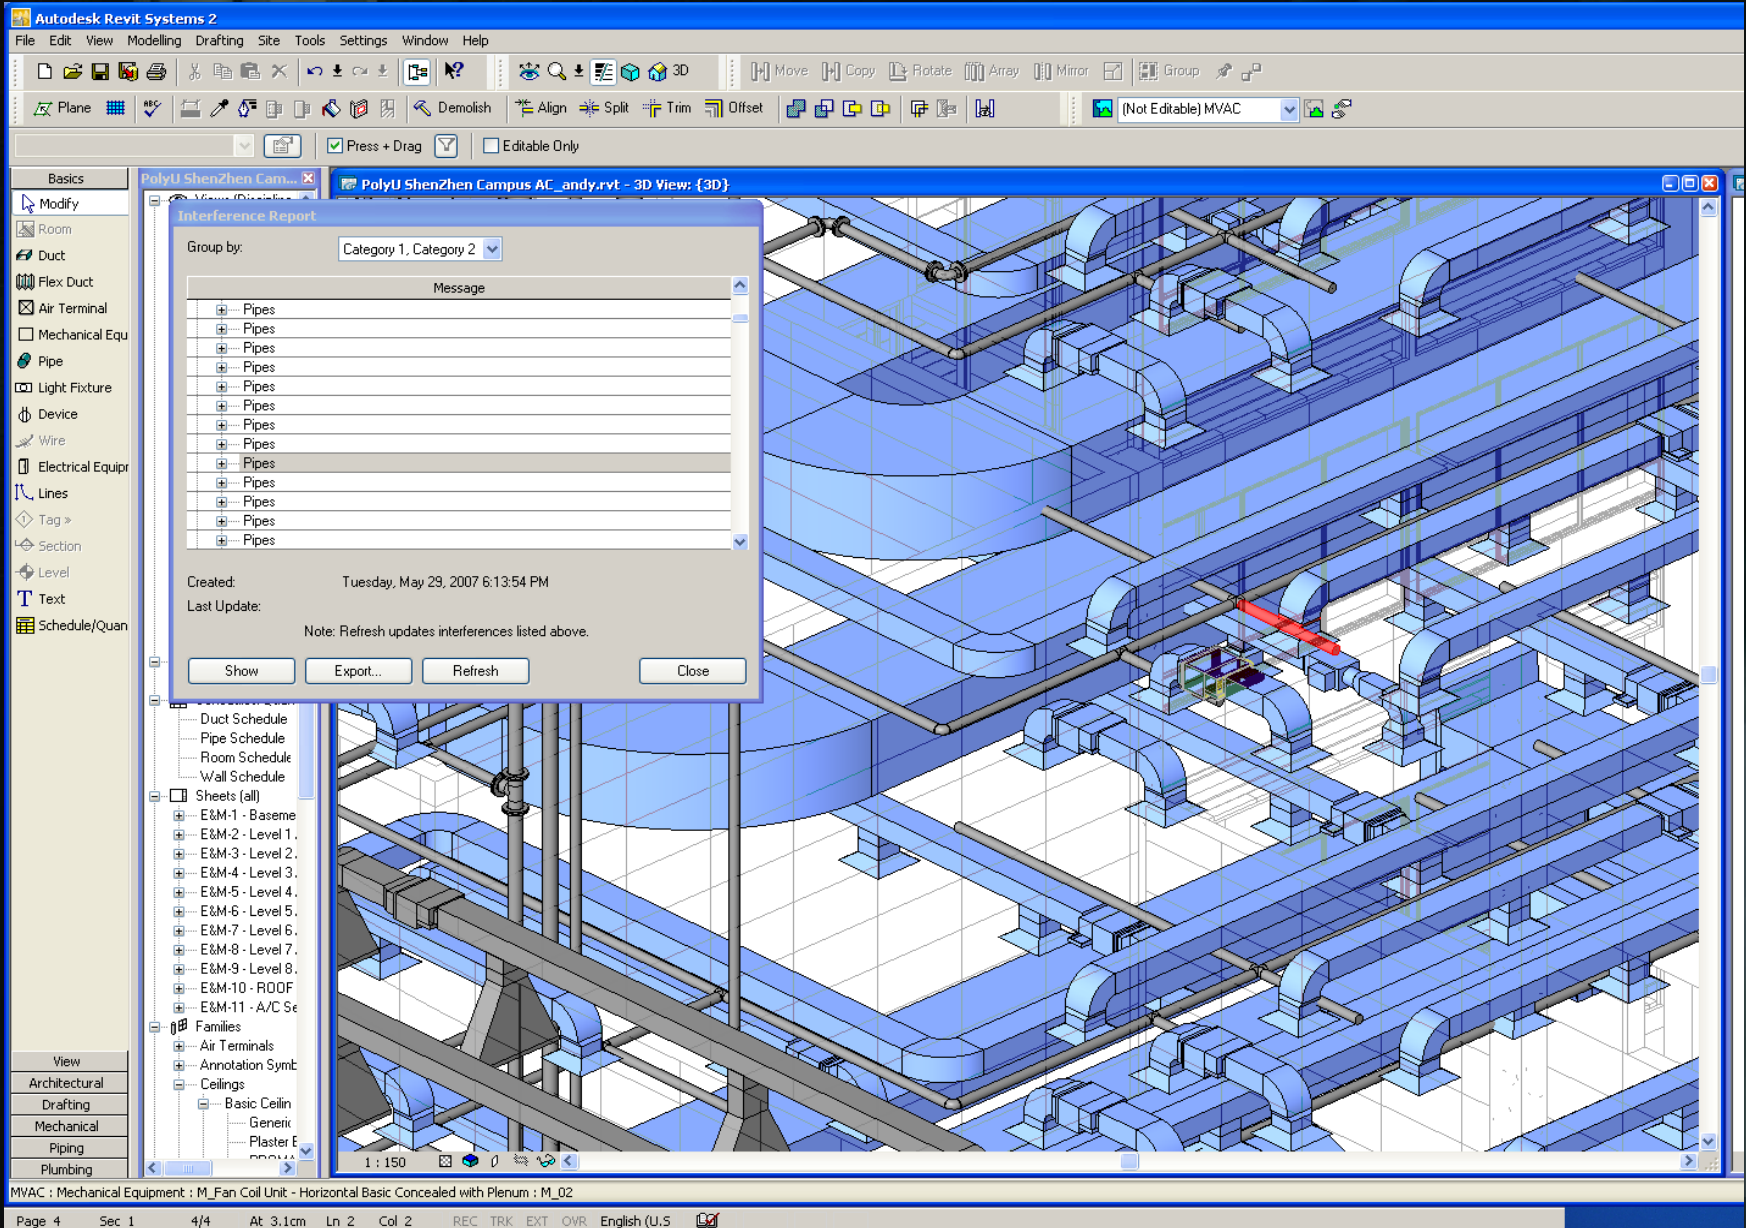 Autodesk Revit Systems 2
File Edit View Modelling Drafting Site Tools Settings Window Help
3D Move Copy Rotate Array Mirror Group
Plane Demolish Align Split Trim Offset (Not Editable) MVAC
Press + Drag Editable Only
Basics
Modify
Room
Duct
Flex Duct
Air Terminal
Mechanical Equ
Pipe
Light Fixture
Device
Wire
Electrical Equipr
Lines
Tag »
Section
Level
Text
Schedule/Quan
View
Architectural
Drafting
Mechanical
Piping
Plumbing
PolyU ShenZhen Cam...
Duct Schedule
Pipe Schedule
Room Schedule
Wall Schedule
Sheets (all)
E&M-1 - Baseme
E&M-2 - Level 1.
E&M-3 - Level 2.
E&M-4 - Level 3.
E&M-5 - Level 4.
E&M-6 - Level 5.
E&M-7 - Level 6.
E&M-8 - Level 7.
E&M-9 - Level 8.
E&M-10 - ROOF
E&M-11 - A/C Se
Families
Air Terminals
Annotation Symb
Ceilings
Basic Ceilin
Generic
Plaster B
PolyU ShenZhen Campus AC_andy.rvt - 3D View: {3D}
Interference Report
Group by: Category 1, Category 2
Message
Pipes
Pipes
Pipes
Pipes
Pipes
Pipes
Pipes
Pipes
Pipes
Pipes
Pipes
Pipes
Pipes
Created: Tuesday, May 29, 2007 6:13:54 PM
Last Update:
Note: Refresh updates interferences listed above.
Show Export... Refresh Close
1 : 150
MVAC : Mechanical Equipment : M_Fan Coil Unit - Horizontal Basic Concealed with Plenum : M_02
Page 4 Sec 1 4/4 At 3.1cm Ln 2 Col 2 REC TRK EXT OVR English (U.S